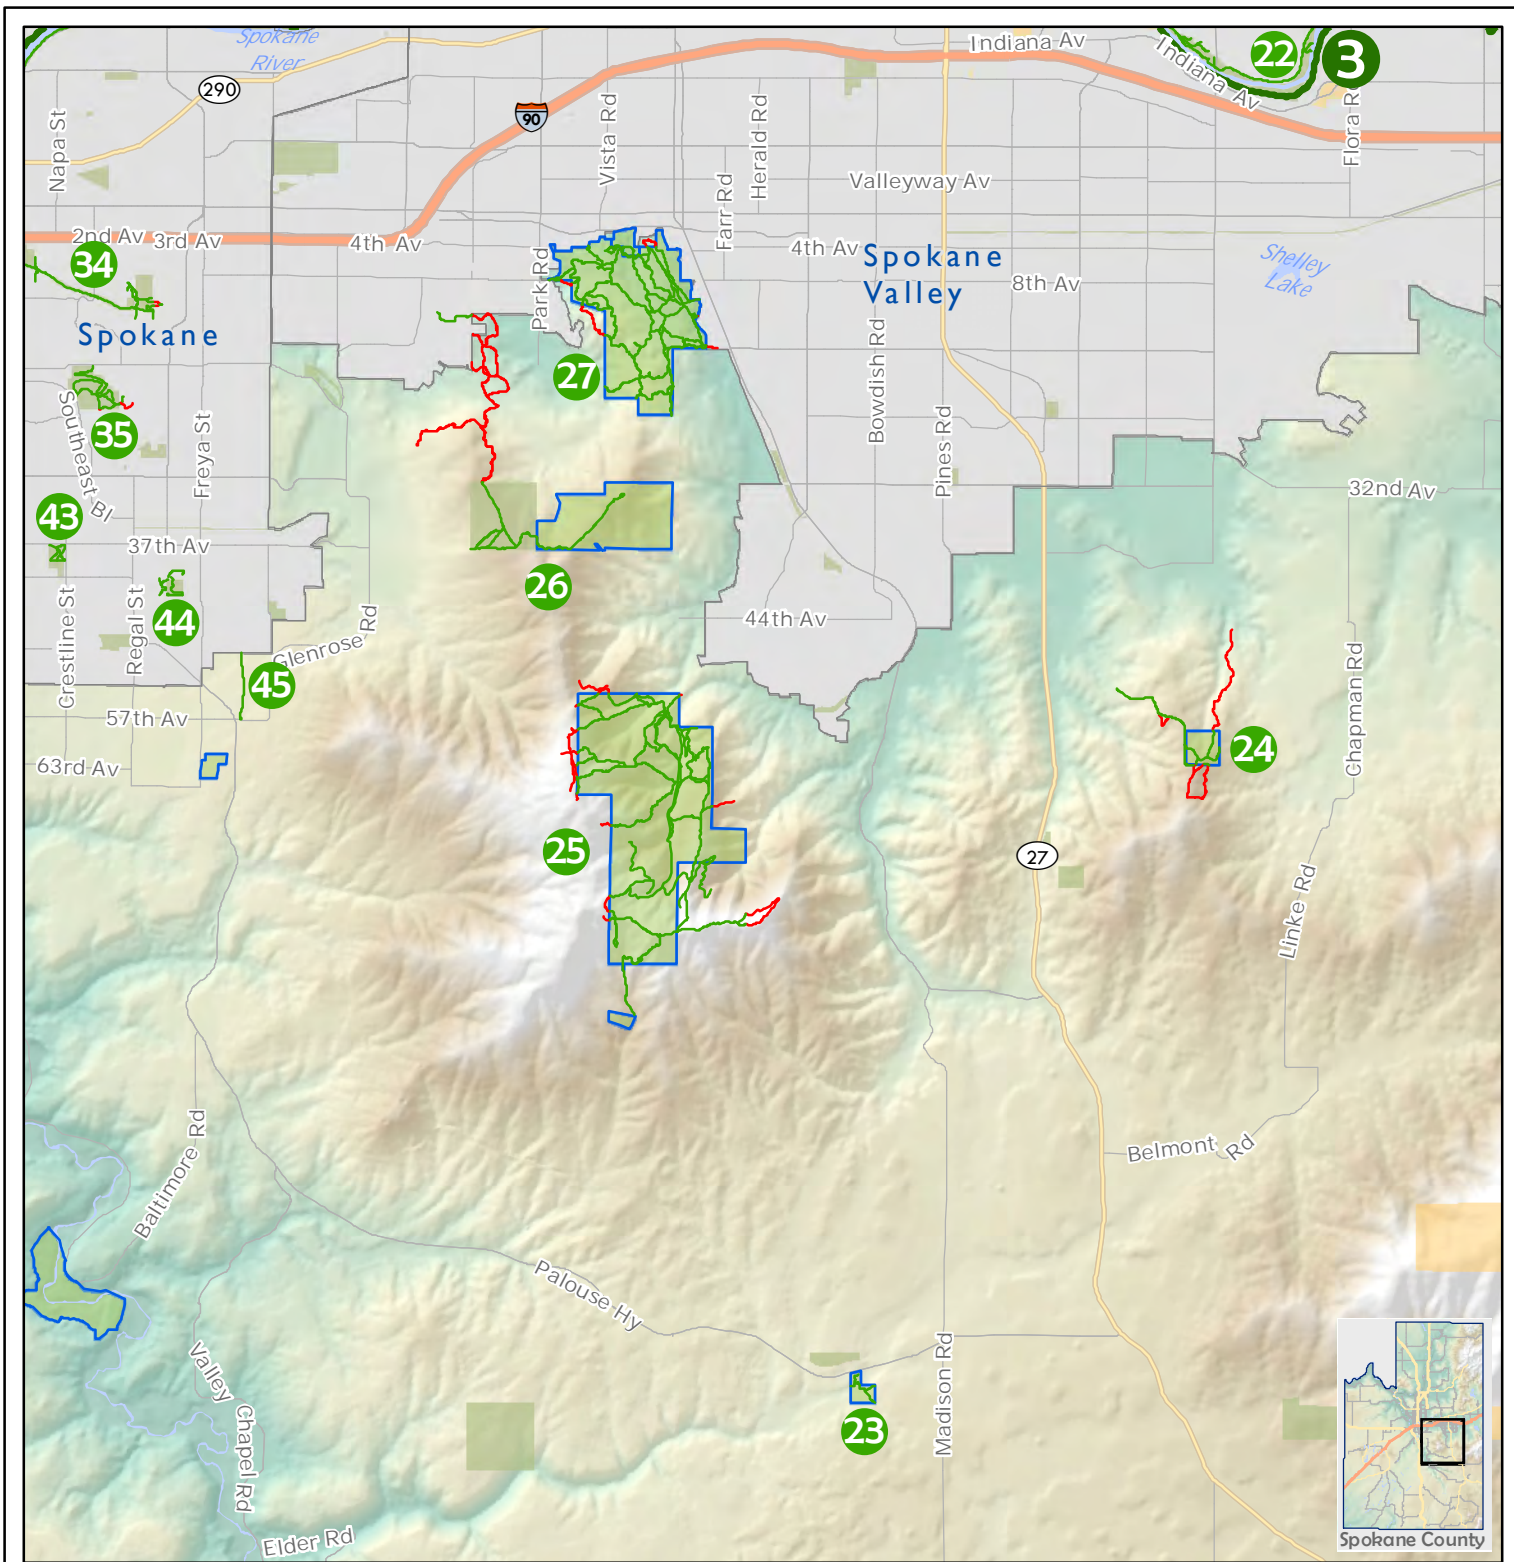 Spokane
River
Indiana Av
Indiana Av
22
3
290
90
Napa St
Vista Rd
Herald Rd
Flora R
Valleyway Av
Farr Rd
2nd Av
3rd Av
4th Av
4th Av
34
Park Rd
Spokane
Valley
8th Av
Shelley
Lake
Spokane
27
Bowdish Rd
Southeast Bl
35
Freya St
Pines Rd
32nd Av
43
37th Av
26
Crestline St
Regal St
44
44th Av
Glenrose Rd
45
57th Av
63rd Av
Chapman Rd
24
25
27
Linke Rd
Baltimore Rd
Belmont Rd
Palouse Hy
Valley Chapel Rd
Madison Rd
23
Elder Rd
Spokane County